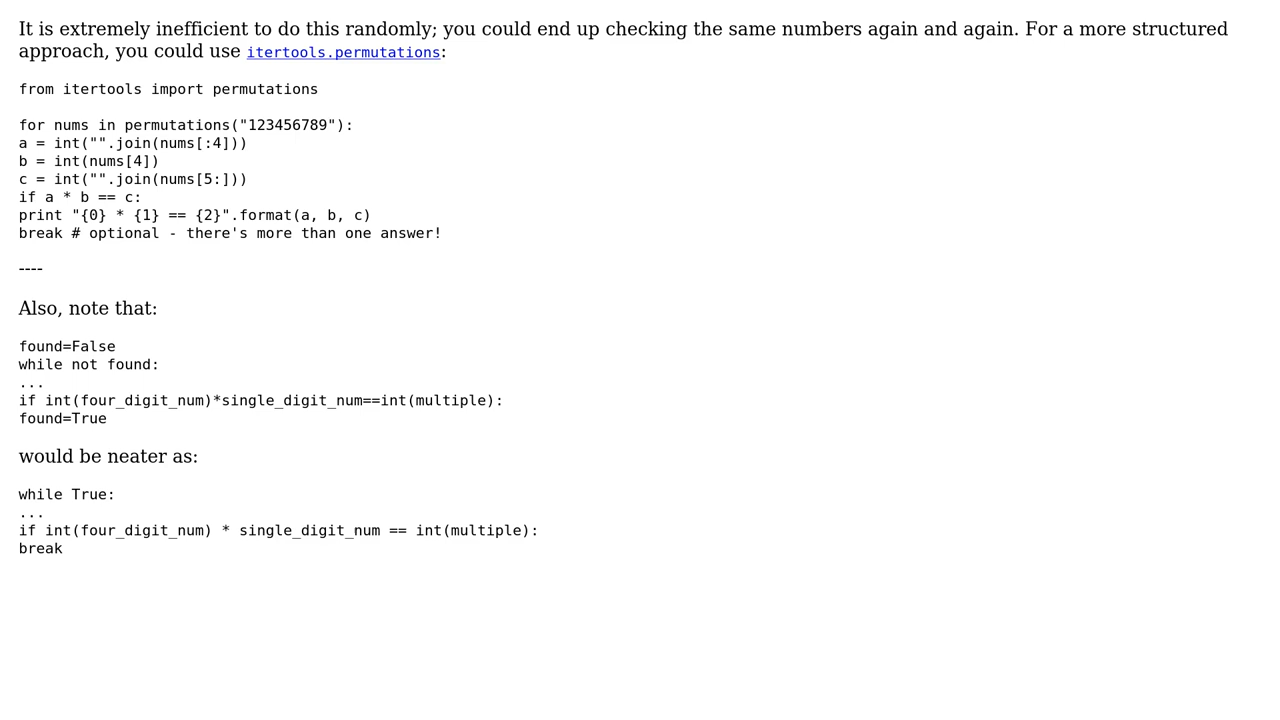 It is extremely inefficient to do this randomly; you could end up checking the same numbers again and again. For a more structured
approach, you could use itertools.permutations:
from itertools import permutations
for nums in permutations("123456789"):
a = int("".join(nums[:4]))
b = int(nums[4])
c = int("".join(nums[5:]))
if a * b == c:
print "{0} * {1} == {2}".format(a, b, c)
break # optional - there's more than one answer!
----
Also, note that:
found=False
while not found:
...
if int(four_digit_num)*single_digit_num==int(multiple):
found=True
would be neater as:
while True:
...
if int(four_digit_num) * single_digit_num == int(multiple):
break